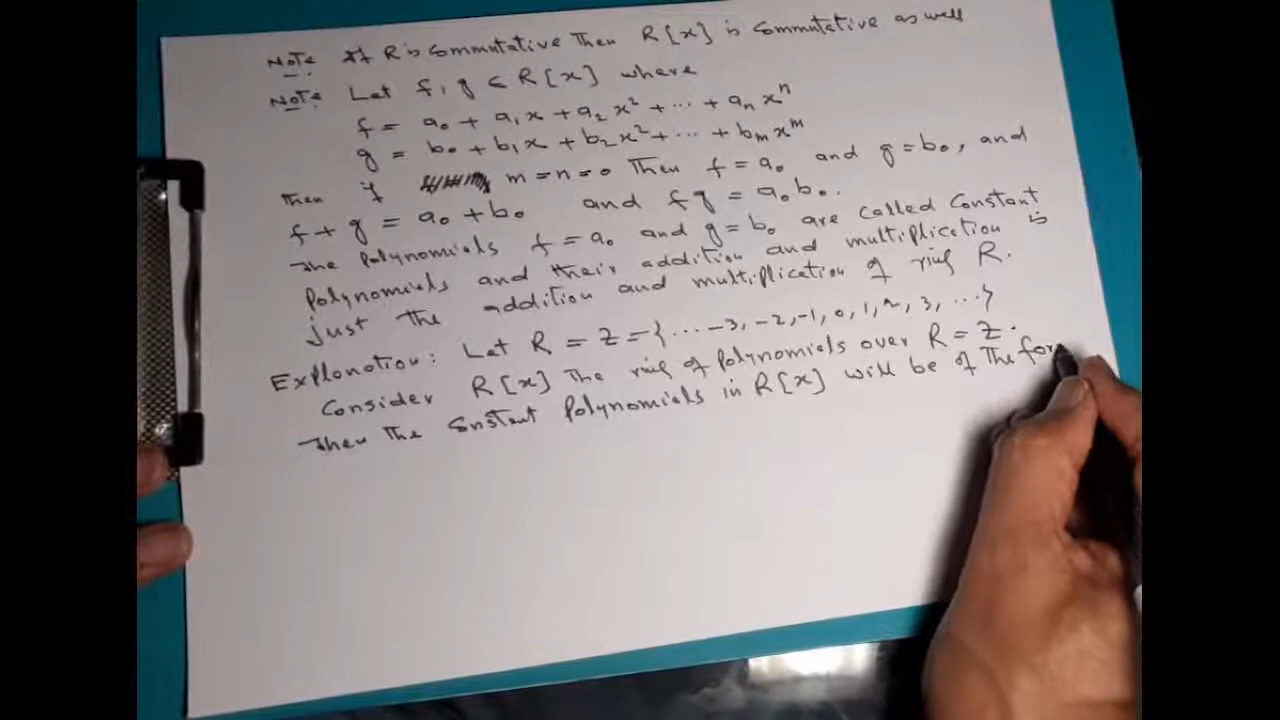 Note: If R is commutative Then R[x] is commutative as well
Note: Let f, g ∈ R[x] where
f = a₀ + a₁x + a₂x² + ... + aₙxⁿ
g = b₀ + b₁x + b₂x² + ... + bₘxᵐ
Then if m = n = 0 Then f = a₀ and g = b₀, and
f + g = a₀ + b₀ and fg = a₀b₀.
The Polynomials f = a₀ and g = b₀ are called Constant
Polynomials and their addition and multiplication is
just the addition and multiplication of ring R.
Explanation: Let R = Z = {... -3, -2, -1, 0, 1, 2, 3, ...}
Consider R[x] The ring of Polynomials over R = Z.
Then The Constant Polynomials in R[x] will be of The for